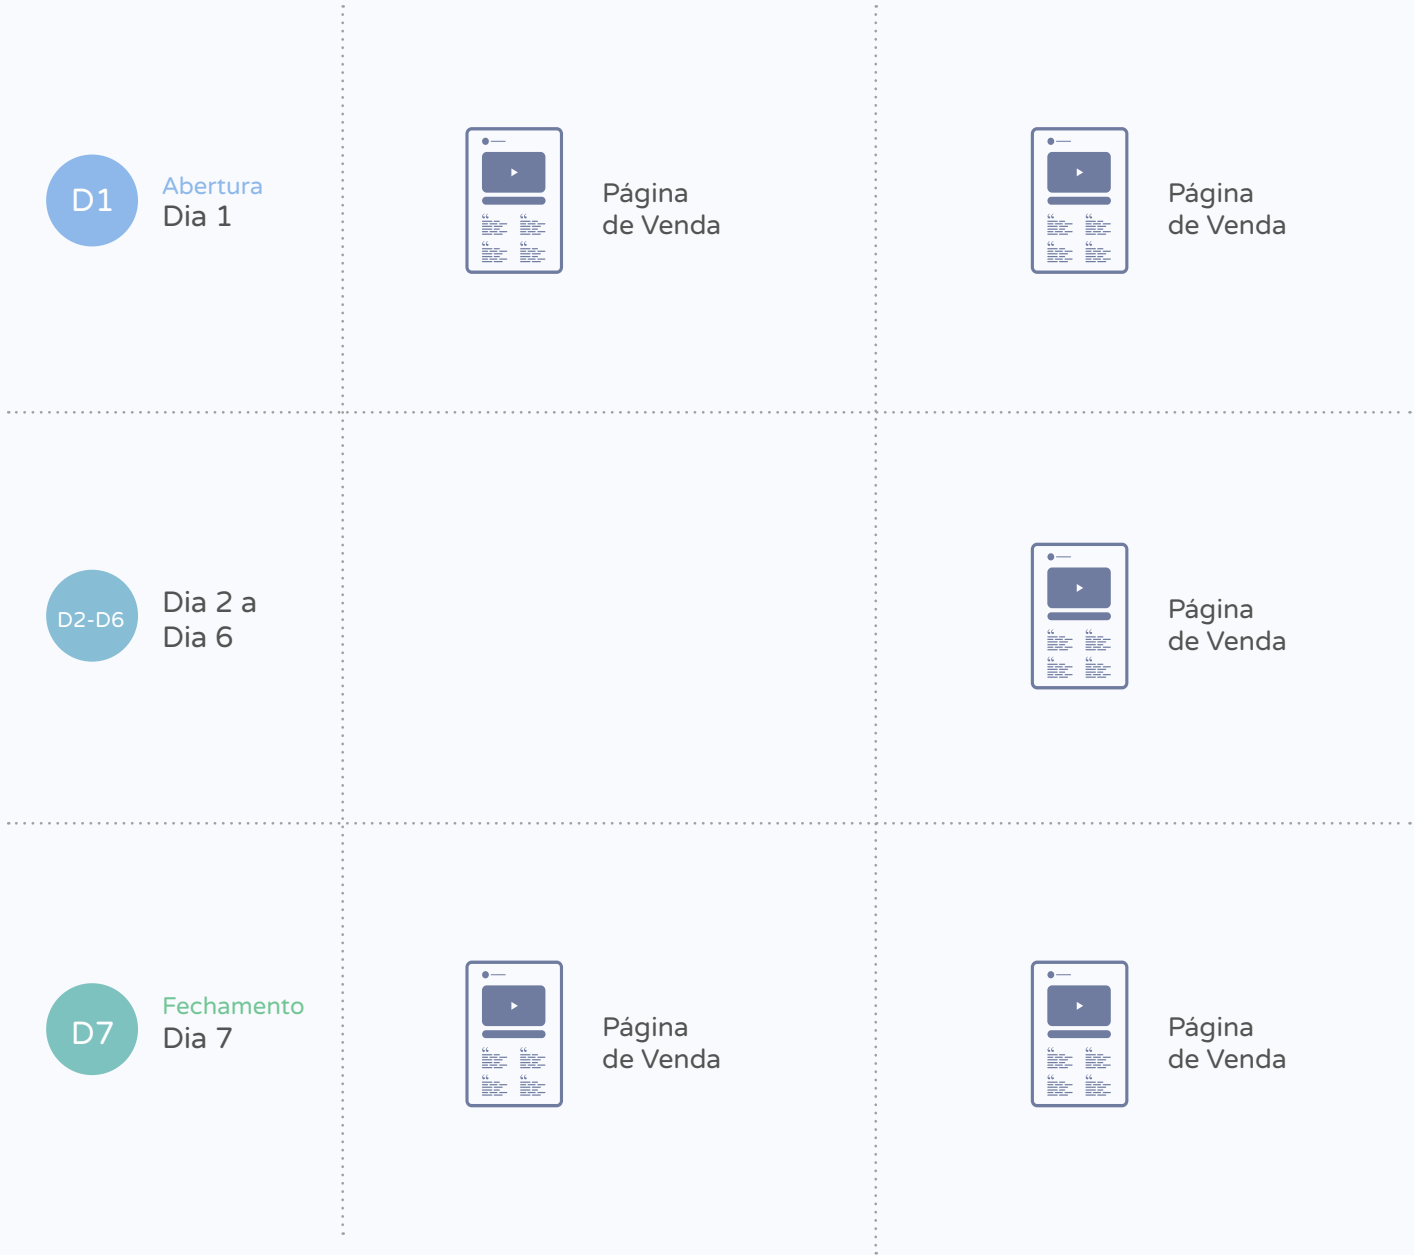 D1
Abertura
Dia 1
Página
de Venda
Página
de Venda
D2-D6
Dia 2 a
Dia 6
Página
de Venda
D7
Fechamento
Dia 7
Página
de Venda
Página
de Venda